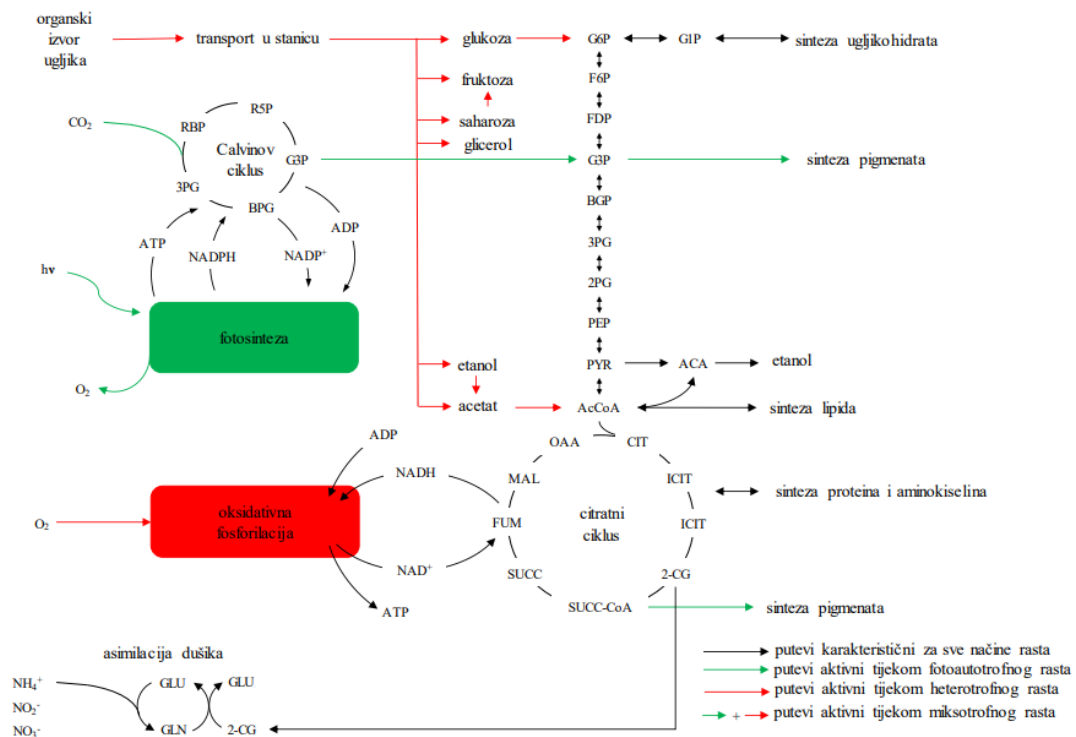 organski
izvor
ugljika
transport u stanicu
glukoza
G6P
G1P
sinteza ugljikohidrata
fruktoza
F6P
saharoza
FDP
glicerol
CO2
RBP
R5P
Calvinov
ciklus
G3P
3PG
BPG
G3P
sinteza pigmenata
BGP
ATP
NADPH
NADP+
ADP
3PG
hν
2PG
fotosinteza
PEP
O2
etanol
PYR
ACA
etanol
acetat
AcCoA
sinteza lipida
ADP
OAA
CIT
NADH
MAL
ICIT
sinteza proteina i aminokiselina
O2
oksidativna
fosforilacija
FUM
citratni
ciklus
ICIT
NAD+
SUCC
2-CG
ATP
SUCC-CoA
sinteza pigmenata
asimilacija dušika
NH4+
GLU
GLU
NO2-
NO3-
GLN
2-CG
putevi karakteristični za sve načine rasta
putevi aktivni tijekom fotoautotrofnog rasta
putevi aktivni tijekom heterotrofnog rasta
+ putevi aktivni tijekom miksotrofnog rasta